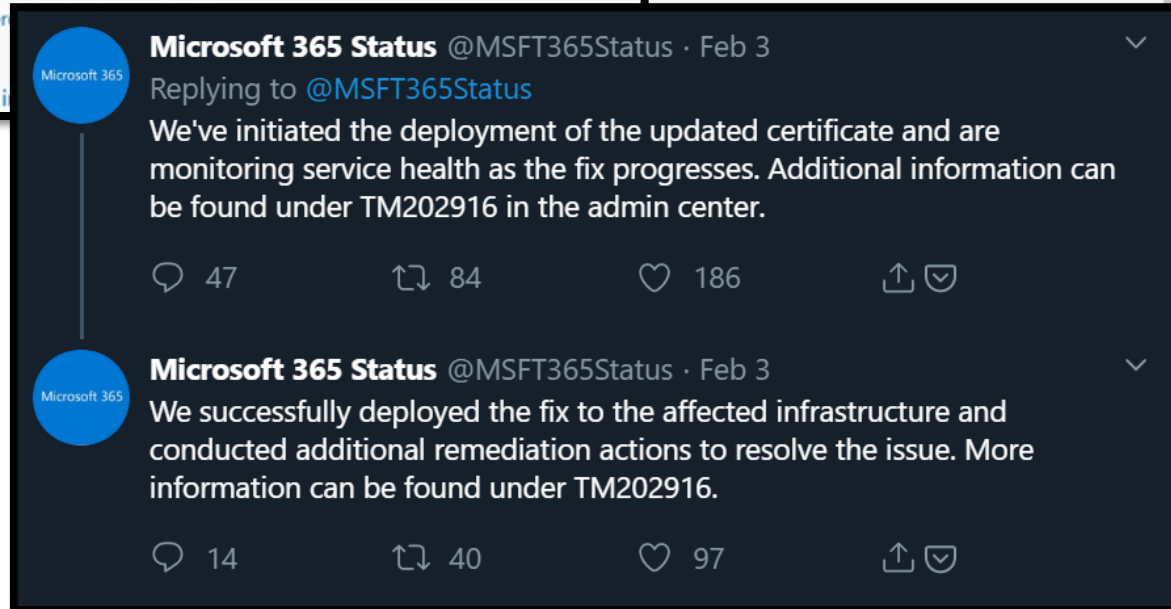 Microsoft 365 Status @MSFT365Status · Feb 3
Microsoft 365
Replying to @MSFT365Status
We've initiated the deployment of the updated certificate and are
monitoring service health as the fix progresses. Additional information can
be found under TM202916 in the admin center.
47 84 186
Microsoft 365 Status @MSFT365Status · Feb 3
Microsoft 365
We successfully deployed the fix to the affected infrastructure and
conducted additional remediation actions to resolve the issue. More
information can be found under TM202916.
14 40 97